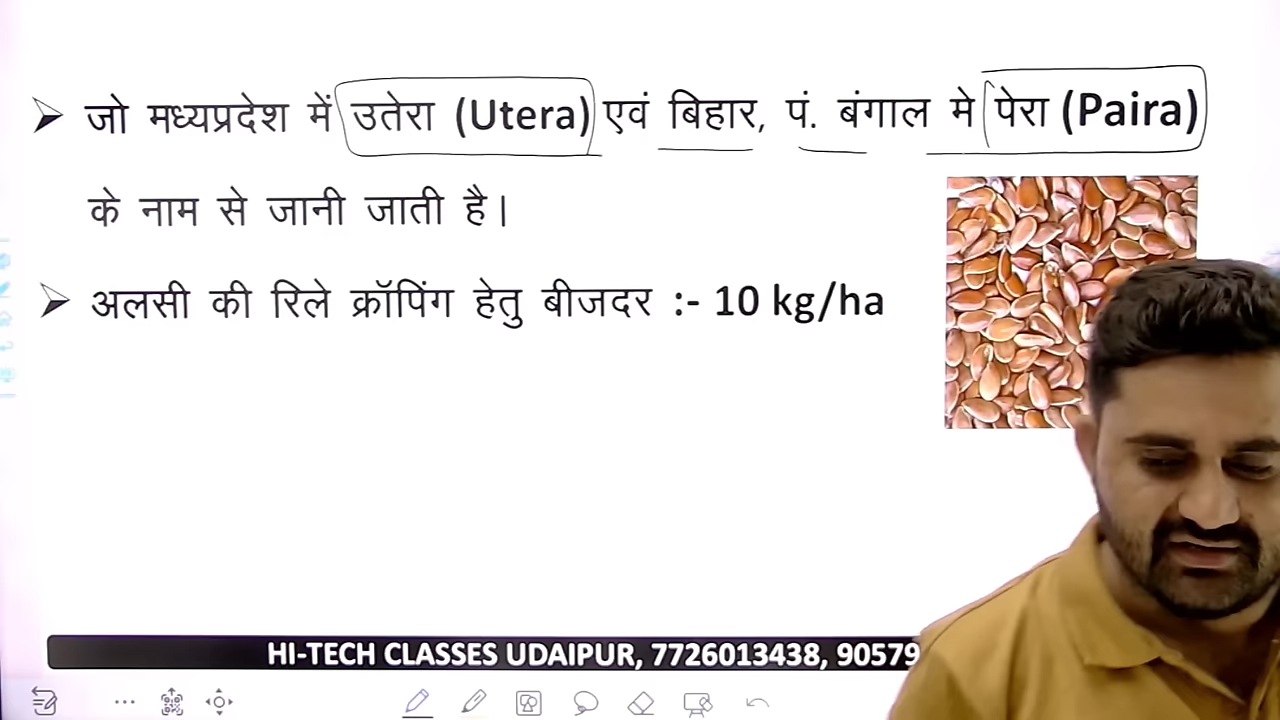 जो मध्यप्रदेश में उतेरा (Utera) एवं बिहार, पं. बंगाल मे पेरा (Paira)
के नाम से जानी जाती है।
अलसी की रिले क्रॉपिंग हेतु बीजदर :- 10 kg/ha
HI-TECH CLASSES UDAIPUR, 7726013438, 90579